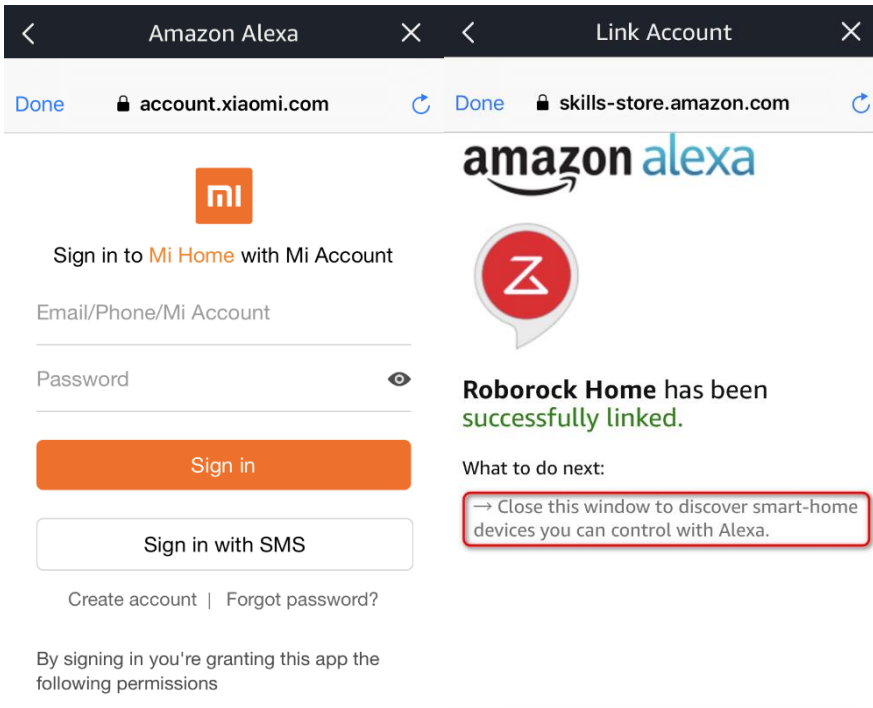 Amazon Alexa
Done
account.xiaomi.com
mi
Sign in to Mi Home with Mi Account
Email/Phone/Mi Account
Password
Sign in
Sign in with SMS
Create account | Forgot password?
By signing in you're granting this app the
following permissions
Link Account
Done
skills-store.amazon.com
amazon alexa
Roborock Home has been
successfully linked.
What to do next:
→ Close this window to discover smart-home
devices you can control with Alexa.